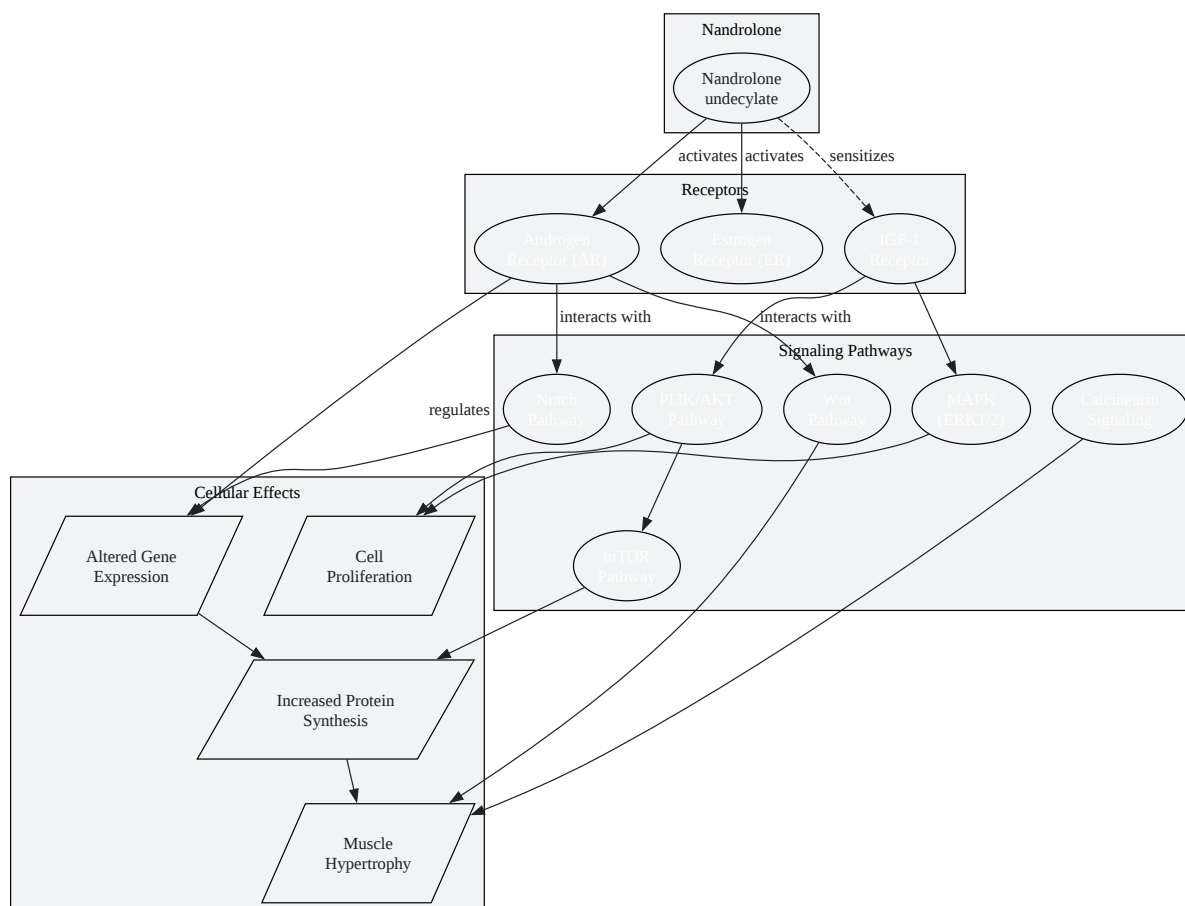 Nandrolone
Nandrolone
undecylate
activates
activates
sensitizes
Receptors
Androgen
Receptor (AR)
Estrogen
Receptor (ER)
IGF-1
Receptor
interacts with
interacts with
Signaling Pathways
regulates
Notch
Pathway
PI3K/AKT
Pathway
Wnt
Pathway
MAPK
(ERK1/2)
Calcineurin
Signaling
Cellular Effects
Altered Gene
Expression
Cell
Proliferation
mTOR
Pathway
Increased Protein
Synthesis
Muscle
Hypertrophy